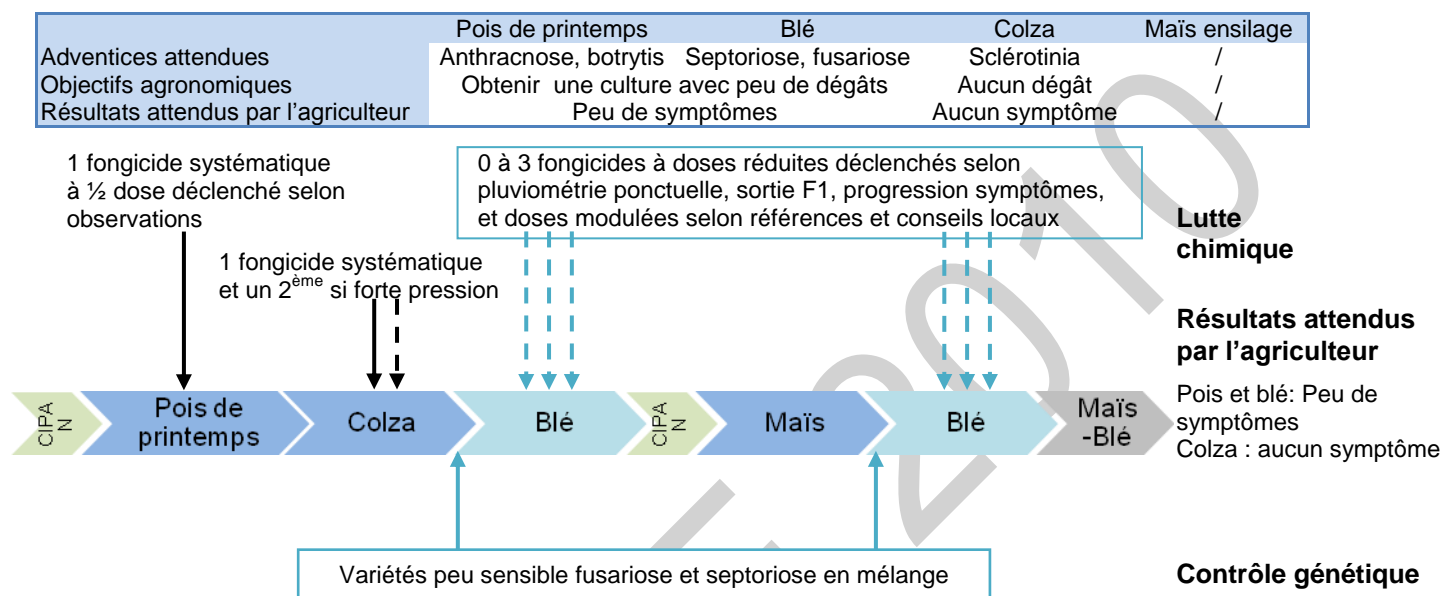 Pois de printemps Blé Colza Maïs ensilage
Adventices attendues Anthracnose, botrytis Septoriose, fusariose Sclérotinia /
Objectifs agronomiques Obtenir une culture avec peu de dégâts Aucun dégât /
Résultats attendus par l'agriculteur Peu de symptômes Aucun symptôme /
1 fongicide systématique
à ½ dose déclenché selon
observations
0 à 3 fongicides à doses réduites déclenchés selon
pluviométrie ponctuelle, sortie F1, progression symptômes,
et doses modulées selon références et conseils locaux
Lutte
chimique
1 fongicide systématique
et un 2ème si forte pression
Résultats attendus
par l'agriculteur
Pois et blé: Peu de
symptômes
Colza : aucun symptôme
CIPA
N
Pois de
printemps
Colza
Blé
CIPA
N
Maïs
Blé
Maïs
-Blé
Variétés peu sensible fusariose et septoriose en mélange
Contrôle génétique
2010